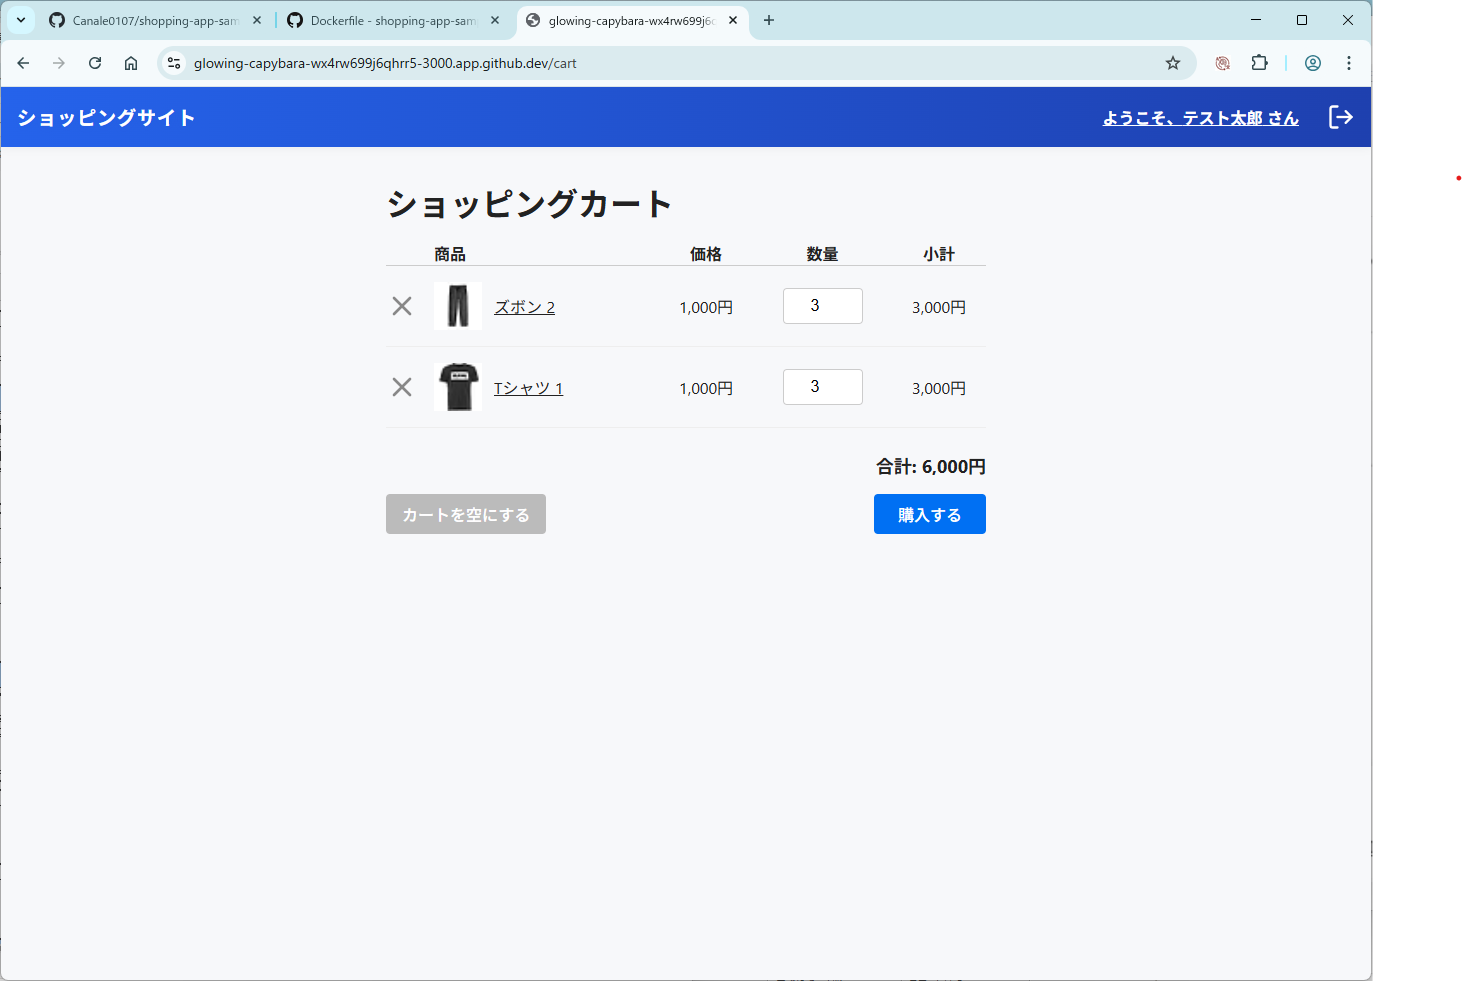 Canale0107/shopping-app-sam
Dockerfile - shopping-app-sam
glowing-capybara-wx4rw699j6q
glowing-capybara-wx4rw699j6qhrr5-3000.app.github.dev/cart
ショッピングサイト
ようこそ、テスト太郎 さん
ショッピングカート
商品 価格 数量 小計
ズボン 2 1,000円 3 3,000円
Tシャツ 1 1,000円 3 3,000円
合計: 6,000円
カートを空にする 購入する